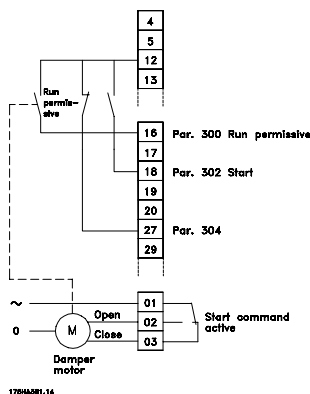 4
5
12
13
Run
permis-
sive
16 Par. 300 Run permissive
17
18 Par. 302 Start
19
20
27 Par. 304
29
~ 01
Open
0 M 02 Start command
active
Close 03
Damper
motor
175HA381.14